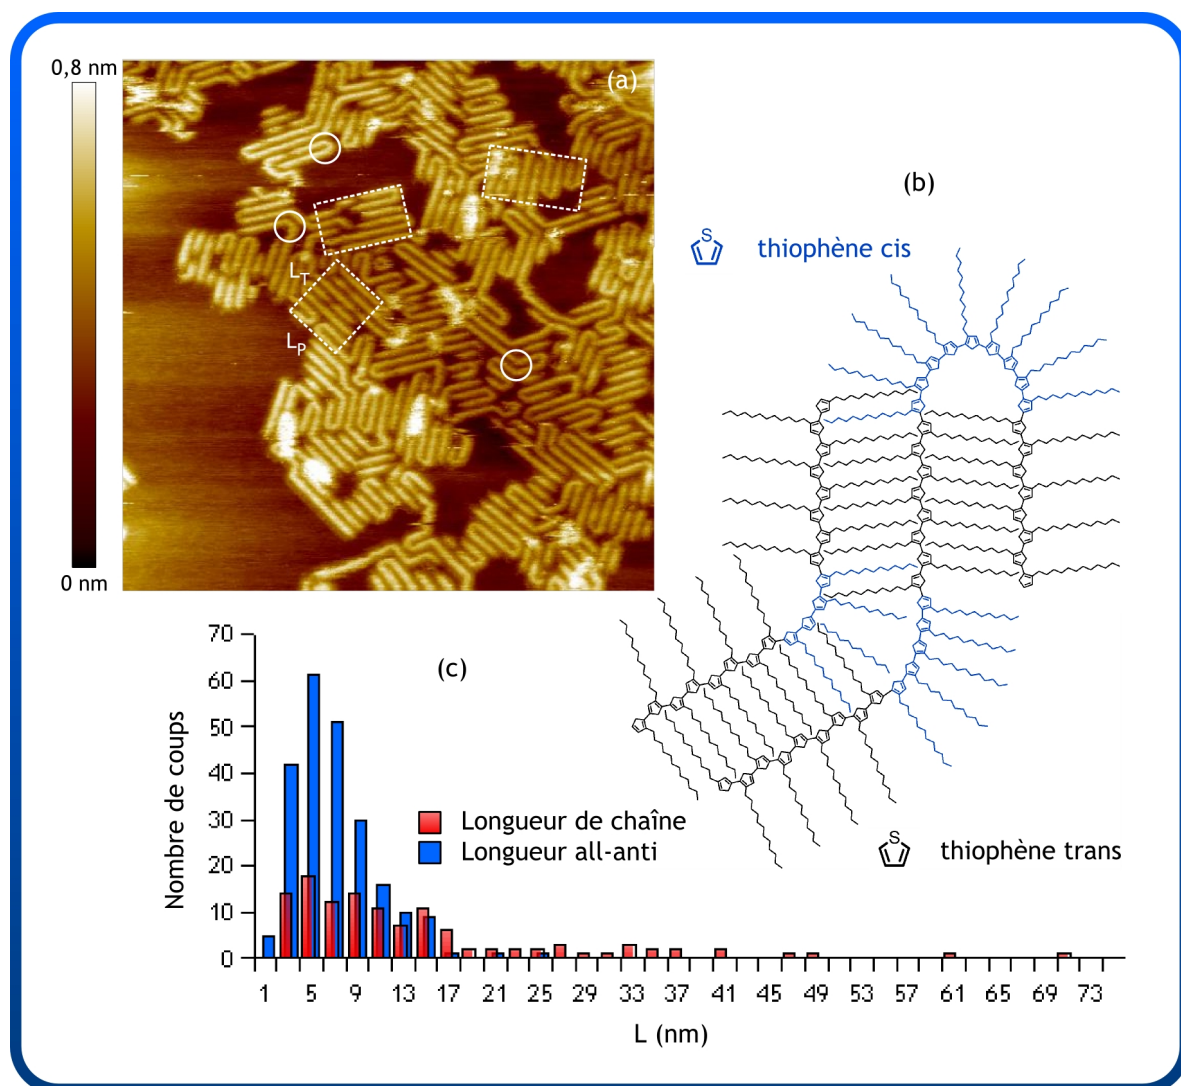 0,8 nm
(a)
L_T
L_P
0 nm
(b)
S
thiophène cis
(c)
Nombre de coups
70
60
50
40
30
20
10
0
Longueur de chaîne
Longueur all-anti
S
thiophène trans
1 5 9 13 17 21 25 29 33 37 41 45 49 53 57 61 65 69 73
L (nm)